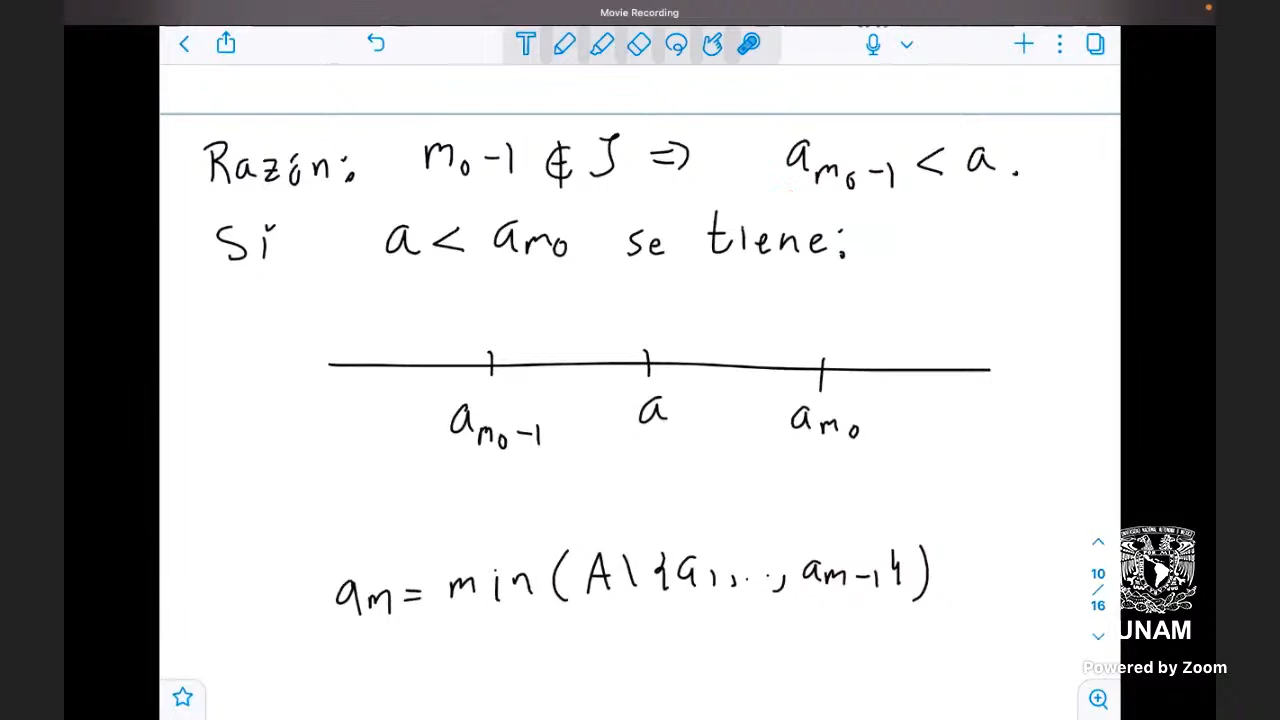 Movie Recording
Razón: m₀-1 ∉ J ⇒ a_{m₀-1} < a.
Si a < a_{m₀} se tiene:
a_{m₀-1} a a_{m₀}
a_m = min(A\{a₁,..., a_{m-1}})
10
/
16
UNAM
Powered by Zoom